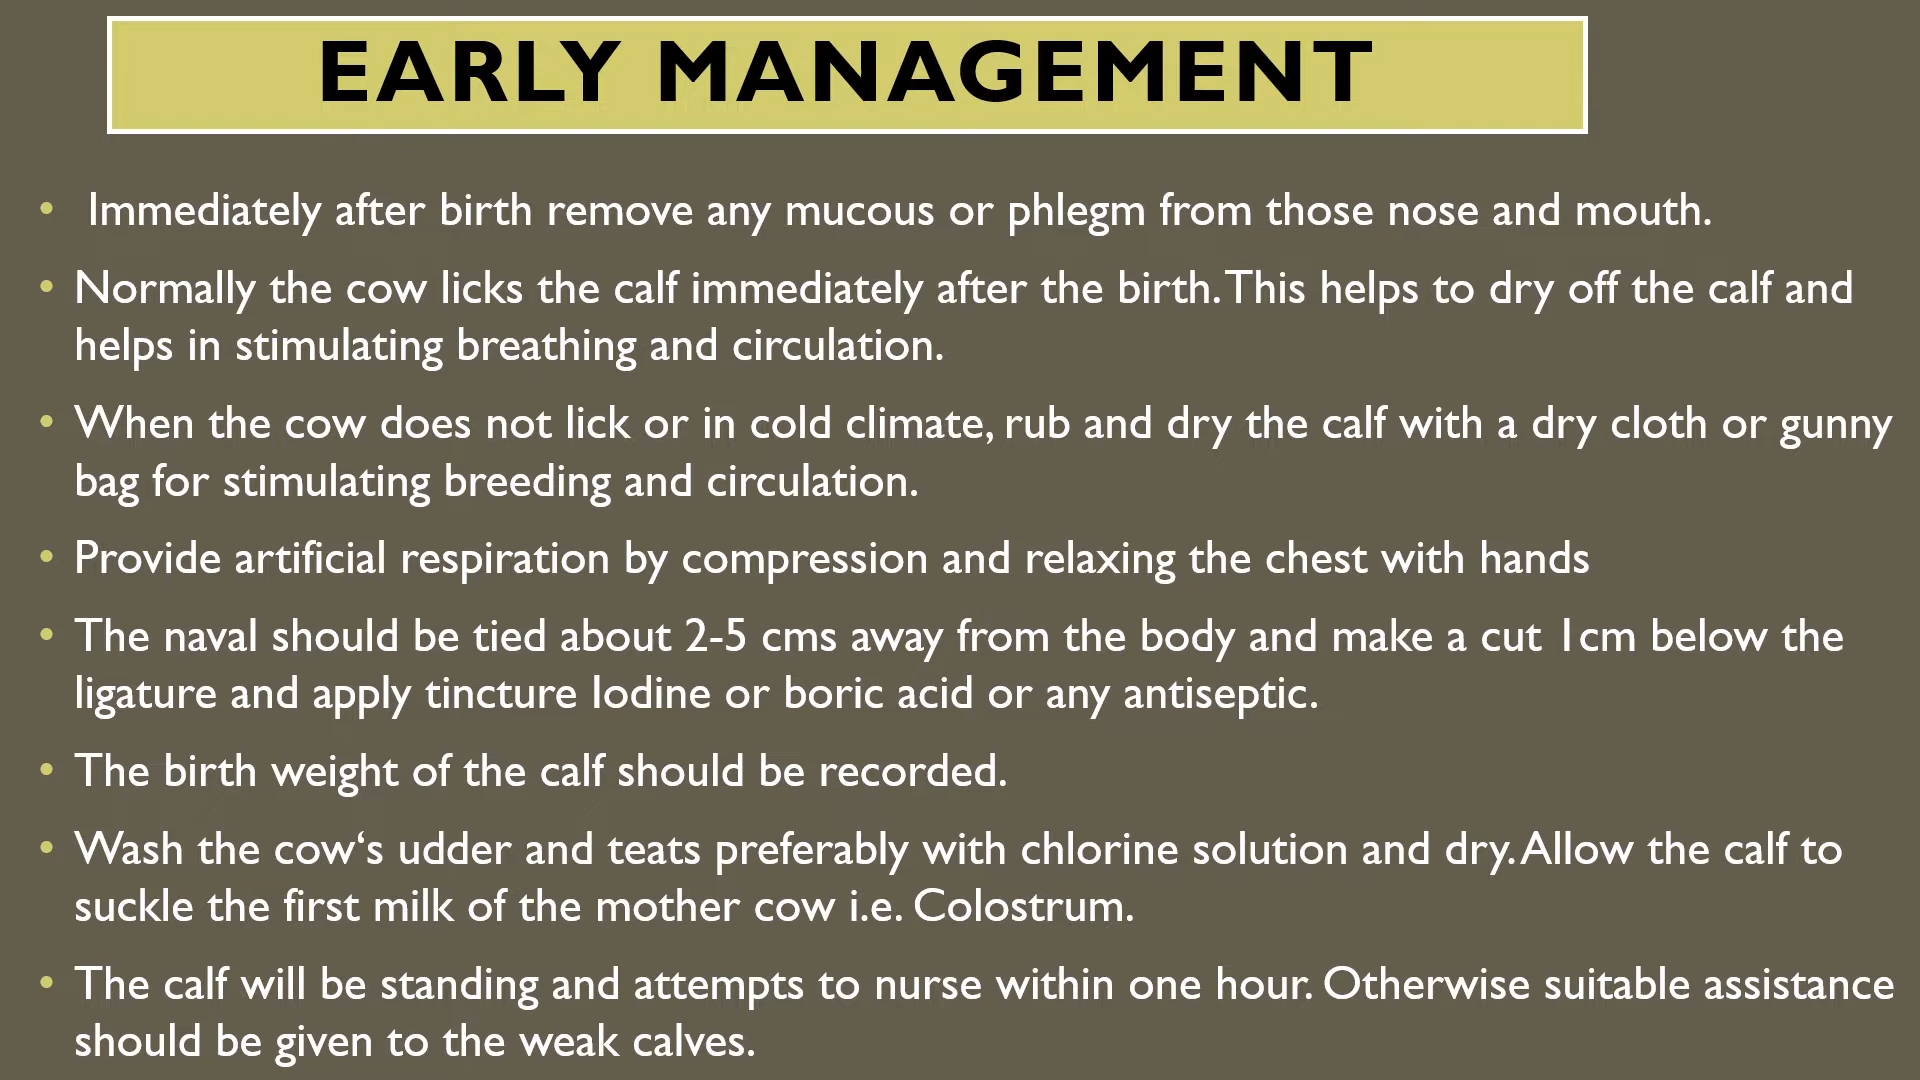 EARLY MANAGEMENT
• Immediately after birth remove any mucous or phlegm from those nose and mouth.
• Normally the cow licks the calf immediately after the birth. This helps to dry off the calf and
helps in stimulating breathing and circulation.
• When the cow does not lick or in cold climate, rub and dry the calf with a dry cloth or gunny
bag for stimulating breeding and circulation.
• Provide artificial respiration by compression and relaxing the chest with hands
• The naval should be tied about 2-5 cms away from the body and make a cut 1cm below the
ligature and apply tincture Iodine or boric acid or any antiseptic.
• The birth weight of the calf should be recorded.
• Wash the cow‘s udder and teats preferably with chlorine solution and dry. Allow the calf to
suckle the first milk of the mother cow i.e. Colostrum.
• The calf will be standing and attempts to nurse within one hour. Otherwise suitable assistance
should be given to the weak calves.